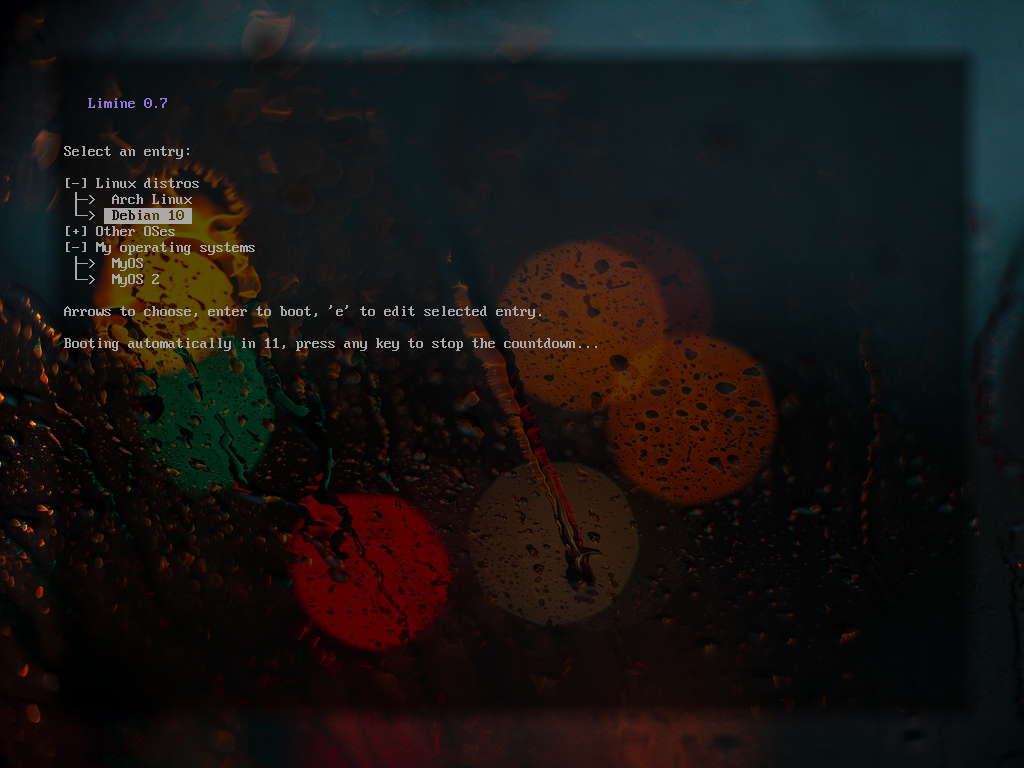 Limine 0.7
Select an entry:
[-] Linux distros
├─> Arch Linux
└─> Debian 10
[+] Other OSes
[-] My operating systems
├─> MyOS
└─> MyOS 2
Arrows to choose, enter to boot, 'e' to edit selected entry.
Booting automatically in 11, press any key to stop the countdown...